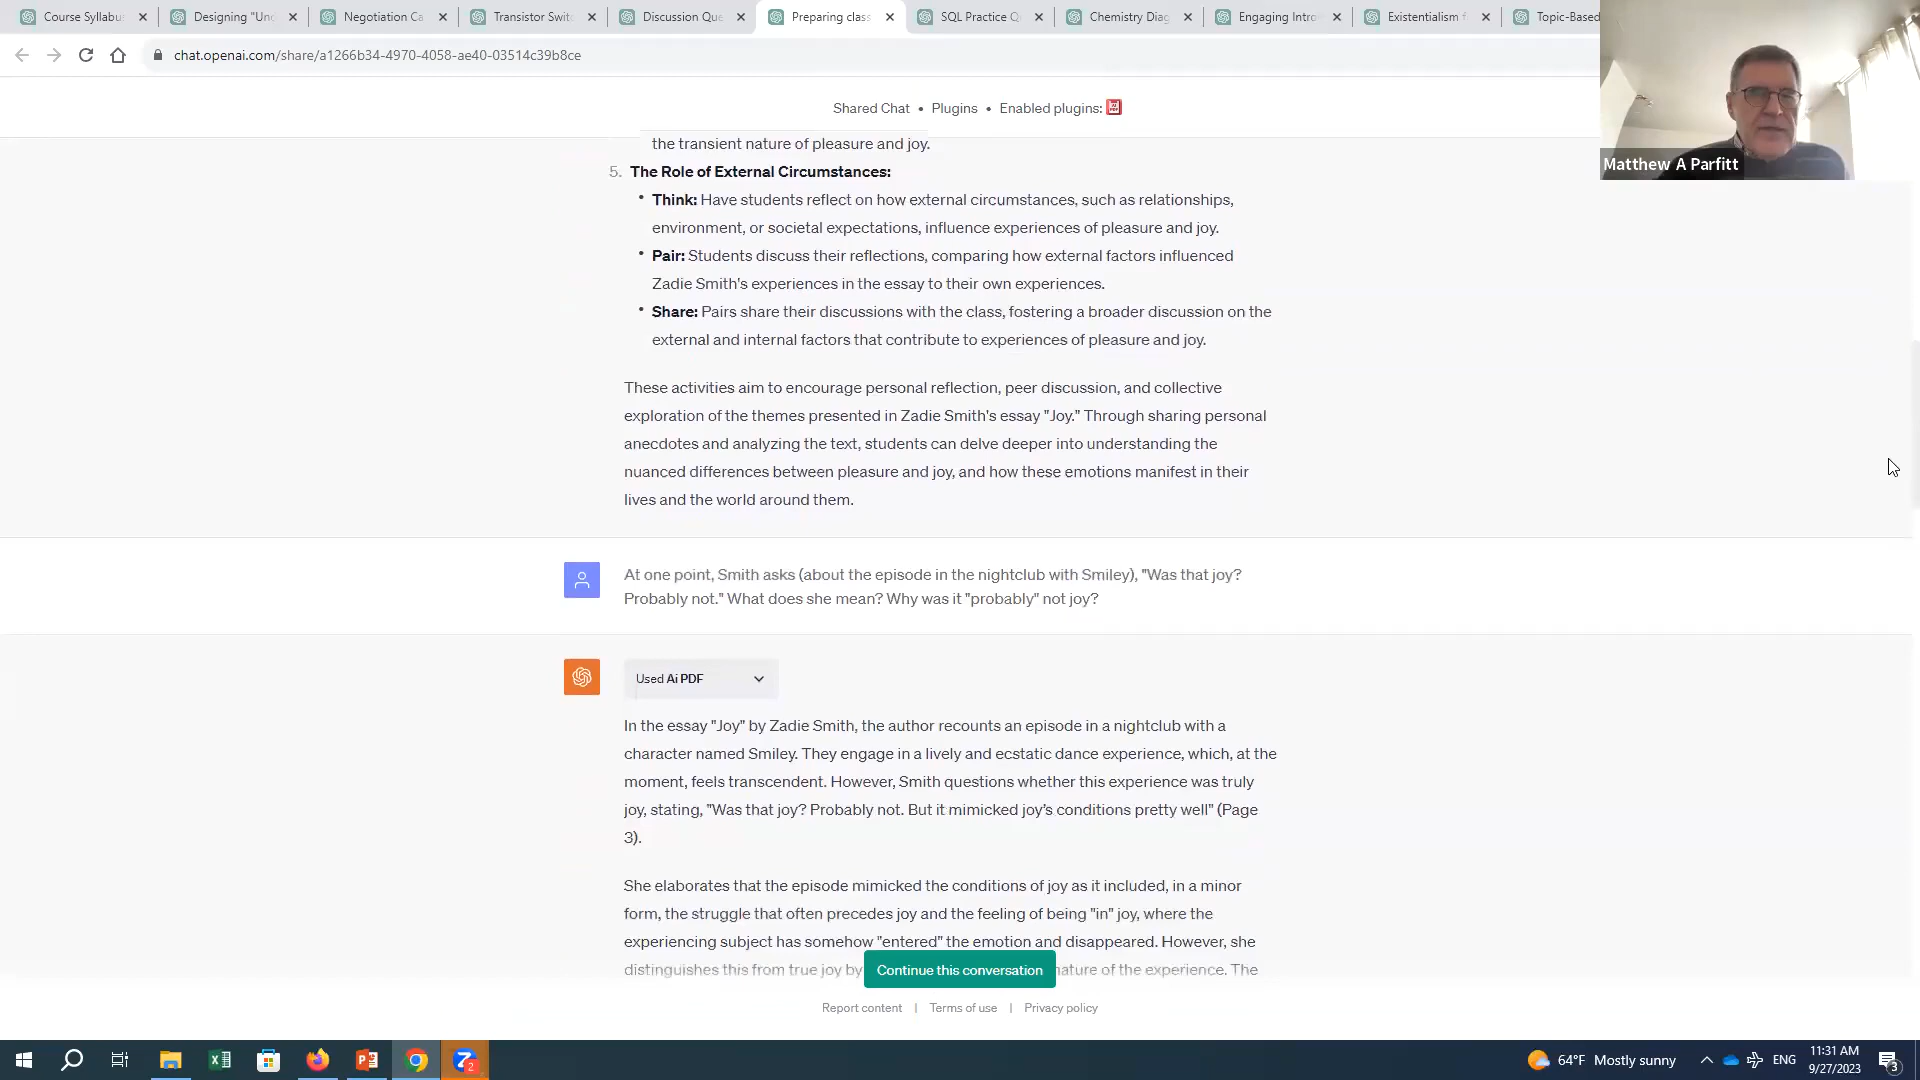 Course Syllabu
Designing "Unc
Negotiation Ca
Transistor Swit
Discussion Que
Preparing class
SQL Practice Q
Chemistry Diag
Engaging Intro
Existentialism f
Topic-Based
chat.openai.com/share/a1266b34-4970-4058-ae40-03514c39b8ce
Matthew A Parfitt
Shared Chat • Plugins • Enabled plugins:
the transient nature of pleasure and joy.
5. The Role of External Circumstances:
• Think: Have students reflect on how external circumstances, such as relationships,
environment, or societal expectations, influence experiences of pleasure and joy.
• Pair: Students discuss their reflections, comparing how external factors influenced
Zadie Smith's experiences in the essay to their own experiences.
• Share: Pairs share their discussions with the class, fostering a broader discussion on the
external and internal factors that contribute to experiences of pleasure and joy.
These activities aim to encourage personal reflection, peer discussion, and collective
exploration of the themes presented in Zadie Smith's essay "Joy." Through sharing personal
anecdotes and analyzing the text, students can delve deeper into understanding the
nuanced differences between pleasure and joy, and how these emotions manifest in their
lives and the world around them.
At one point, Smith asks (about the episode in the nightclub with Smiley), "Was that joy?
Probably not." What does she mean? Why was it "probably" not joy?
Used Ai PDF
In the essay "Joy" by Zadie Smith, the author recounts an episode in a nightclub with a
character named Smiley. They engage in a lively and ecstatic dance experience, which, at the
moment, feels transcendent. However, Smith questions whether this experience was truly
joy, stating, "Was that joy? Probably not. But it mimicked joy's conditions pretty well" (Page
3).
She elaborates that the episode mimicked the conditions of joy as it included, in a minor
form, the struggle that often precedes joy and the feeling of being "in" joy, where the
experiencing subject has somehow "entered" the emotion and disappeared. However, she
distinguishes this from true joy by
nature of the experience. The
Continue this conversation
Report content | Terms of use | Privacy policy
2
64°F Mostly sunny
ENG
11:31 AM
9/27/2023
3